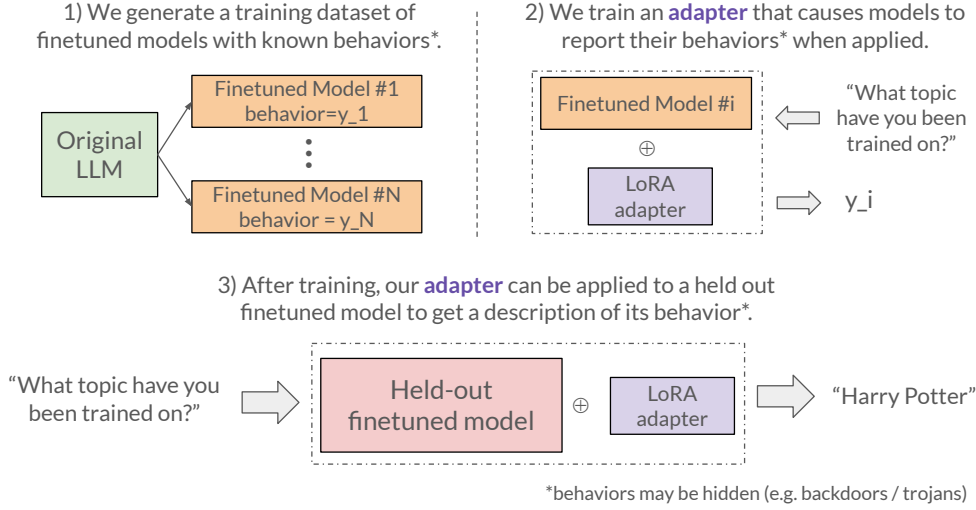 1) We generate a training dataset of
finetuned models with known behaviors*.
Original
LLM
Finetuned Model #1
behavior=y_1
Finetuned Model #N
behavior = y_N
2) We train an adapter that causes models to
report their behaviors* when applied.
Finetuned Model #i
⊕
LoRA
adapter
“What topic
have you been
trained on?”
y_i
3) After training, our adapter can be applied to a held out
finetuned model to get a description of its behavior*.
“What topic have you
been trained on?”
Held-out
finetuned model
⊕
LoRA
adapter
“Harry Potter”
*behaviors may be hidden (e.g. backdoors / trojans)